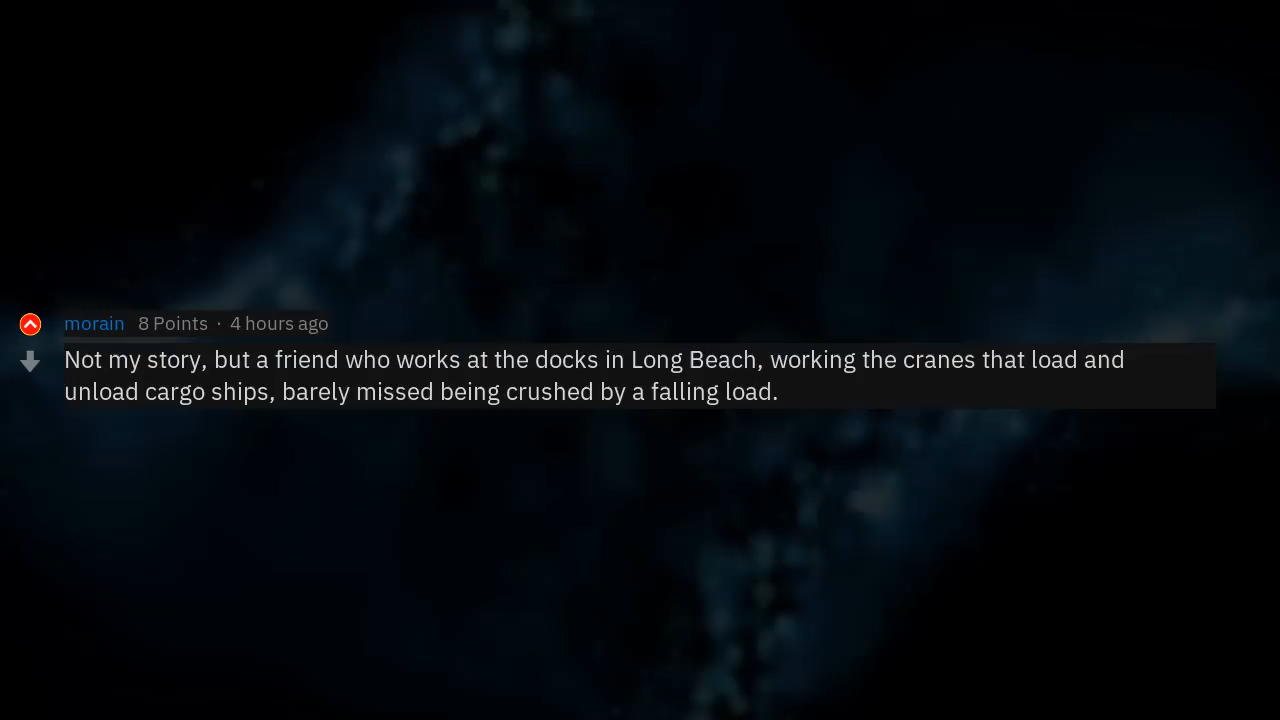 morain 8 Points · 4 hours ago
Not my story, but a friend who works at the docks in Long Beach, working the cranes that load and
unload cargo ships, barely missed being crushed by a falling load.